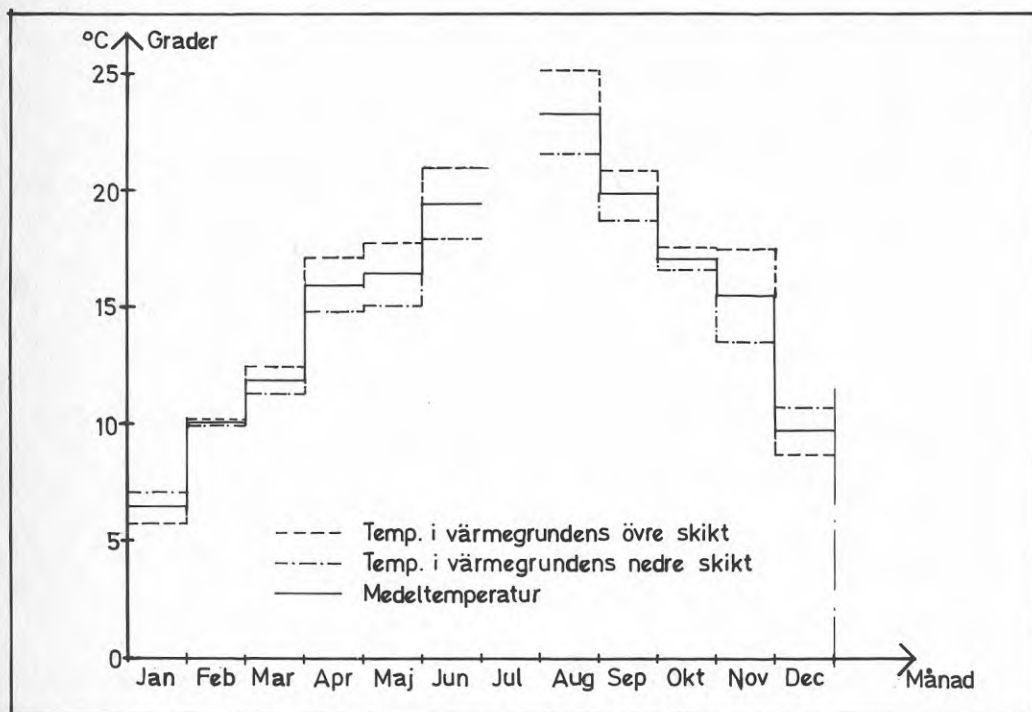 °C Grader
25
20
15
10
5
0
Temp. i värmegrundens övre skikt
Temp. i värmegrundens nedre skikt
Medeltemperatur
Jan Feb Mar Apr Maj Jun Jul Aug Sep Okt Nov Dec Månad